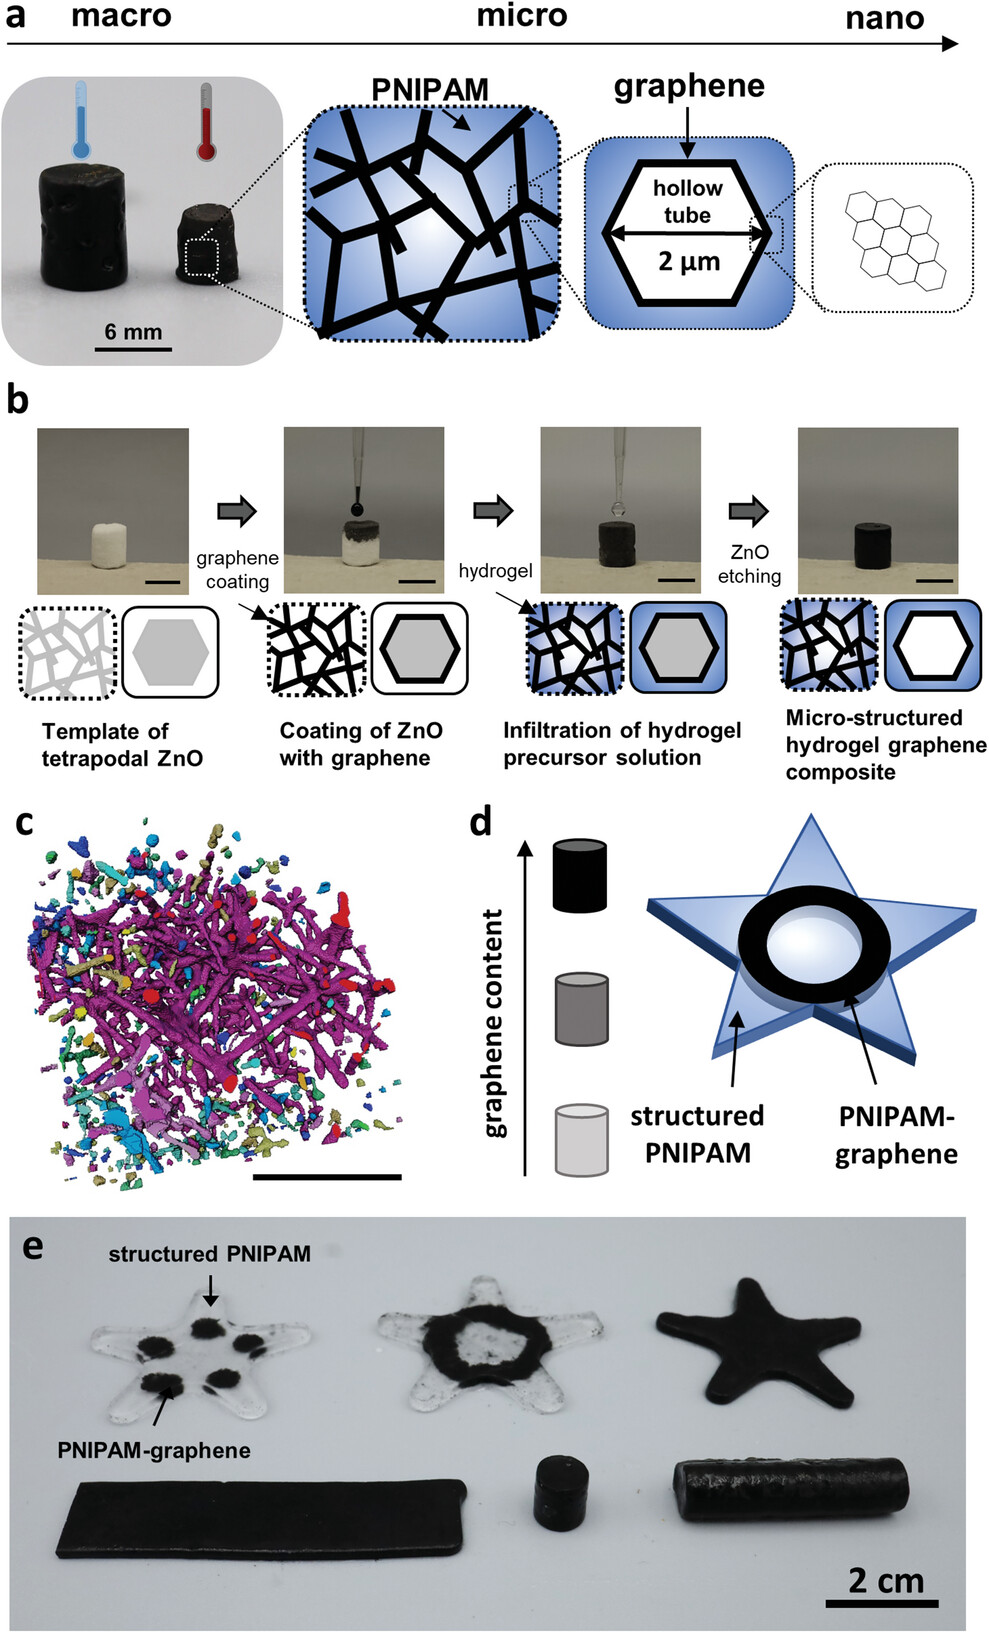 a
macro
micro
nano
PNIPAM
graphene
hollow
tube
2 µm
6 mm
b
graphene
coating
hydrogel
ZnO
etching
Template of
tetrapodal ZnO
Coating of ZnO
with graphene
Infiltration of hydrogel
precursor solution
Micro-structured
hydrogel graphene
composite
c
d
graphene content
structured
PNIPAM
PNIPAM-
graphene
e
structured PNIPAM
PNIPAM-graphene
2 cm